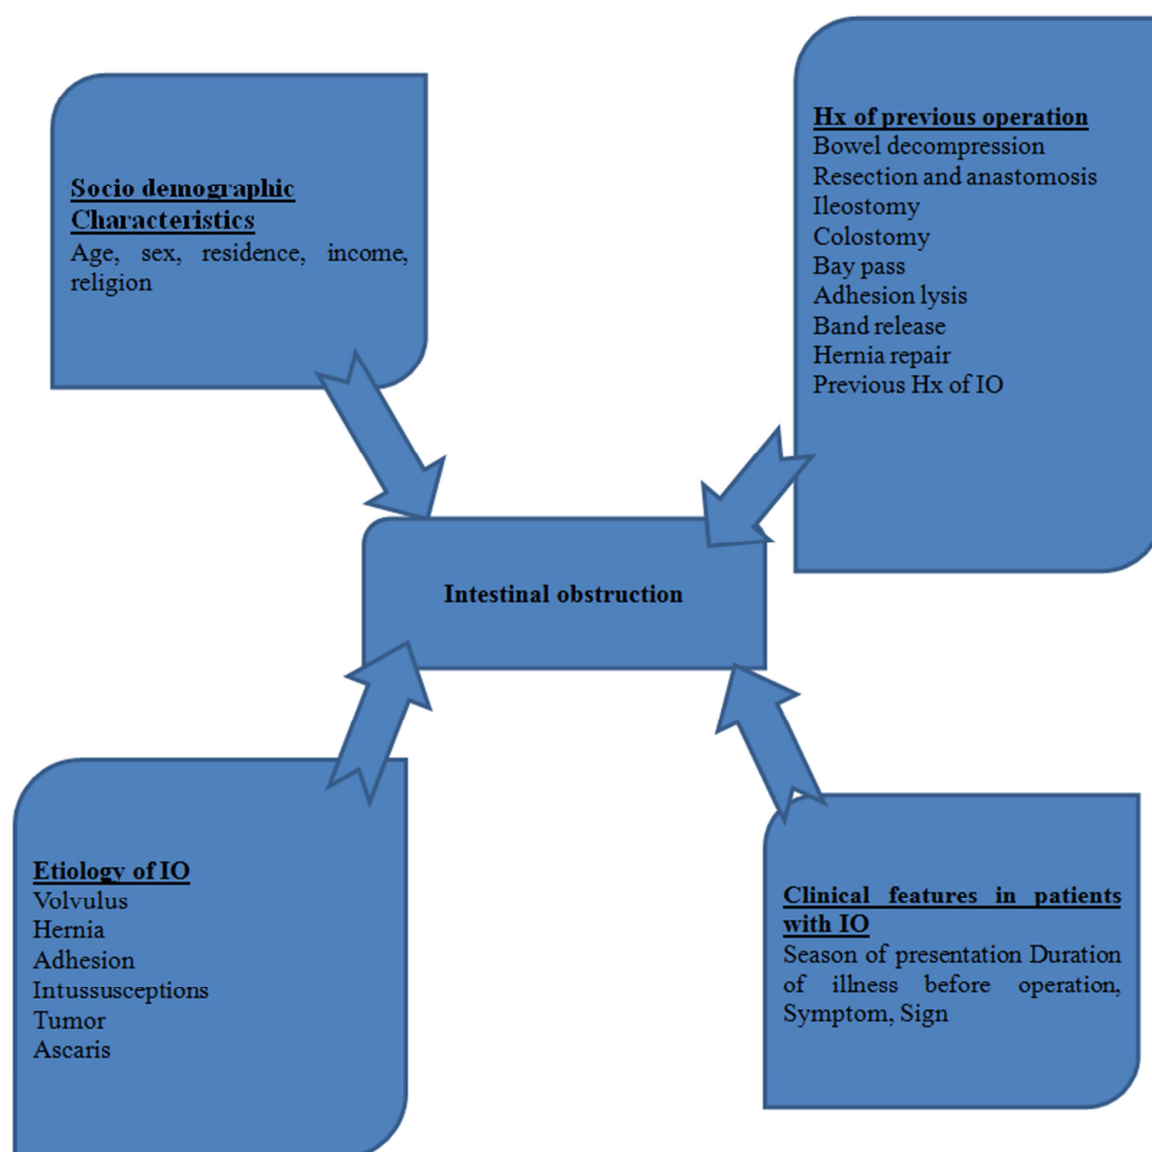 Socio demographic
Characteristics
Age, sex, residence, income,
religion
Hx of previous operation
Bowel decompression
Resection and anastomosis
Ileostomy
Colostomy
Bay pass
Adhesion lysis
Band release
Hernia repair
Previous Hx of IO
Intestinal obstruction
Etiology of IO
Volvulus
Hernia
Adhesion
Intussusceptions
Tumor
Ascaris
Clinical features in patients
with IO
Season of presentation Duration
of illness before operation,
Symptom, Sign